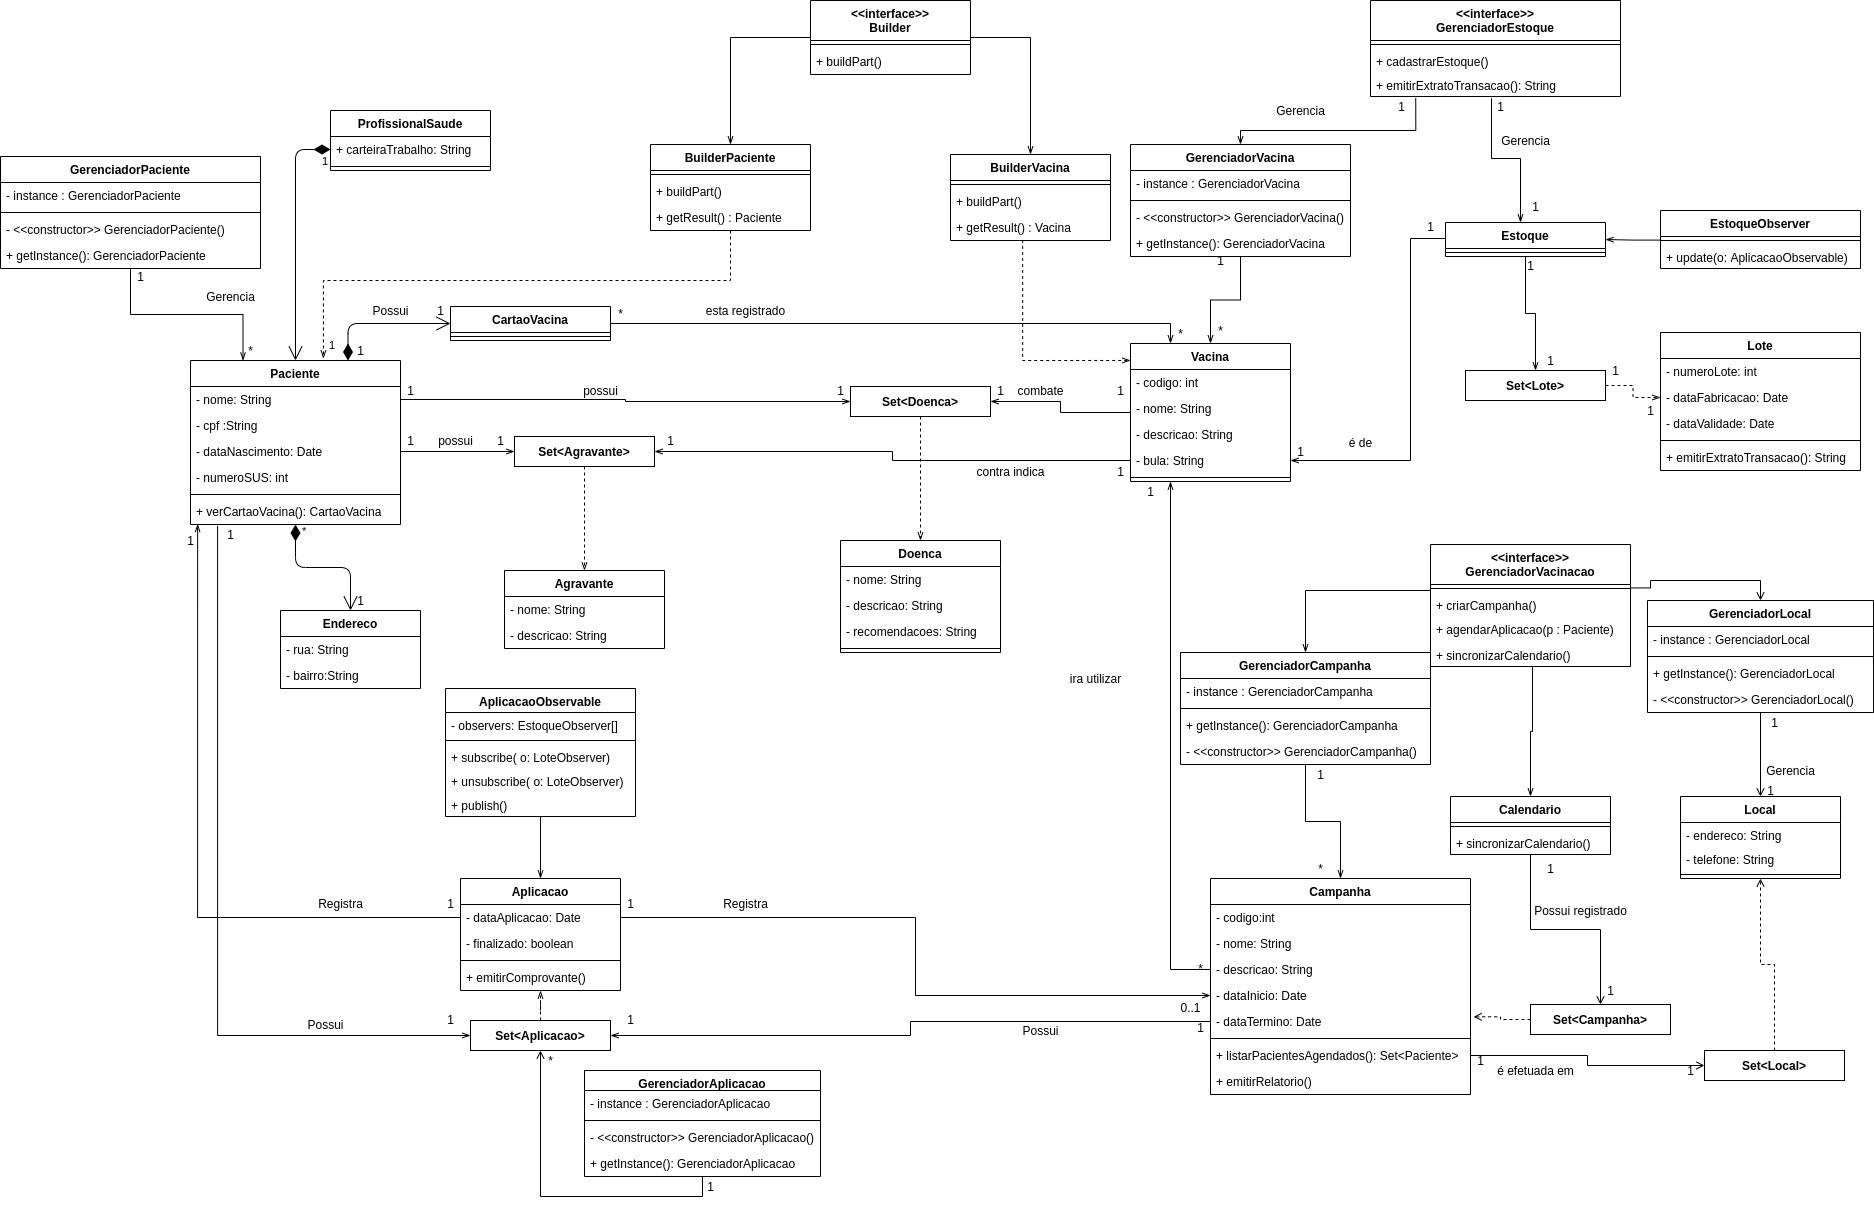 <<interface>>
Builder
+ buildPart()
<<interface>>
GerenciadorEstoque
+ cadastrarEstoque()
+ emitirExtratoTransacao(): String
1
1
Gerencia
Gerencia
1
ProfissionalSaude
+ carteiraTrabalho: String
1
GerenciadorPaciente
- instance : GerenciadorPaciente
- <<constructor>> GerenciadorPaciente()
+ getInstance(): GerenciadorPaciente
1
Gerencia
*
BuilderPaciente
+ buildPart()
+ getResult() : Paciente
BuilderVacina
+ buildPart()
+ getResult() : Vacina
GerenciadorVacina
- instance : GerenciadorVacina
- <<constructor>> GerenciadorVacina()
+ getInstance(): GerenciadorVacina
1
*
1
Estoque
1
EstoqueObserver
+ update(o: AplicacaoObservable)
1
Possui
1
1
CartaoVacina
*
esta registrado
*
Paciente
- nome: String
- cpf :String
- dataNascimento: Date
- numeroSUS: int
+ verCartaoVacina(): CartaoVacina
1
possui
1
Set<Doenca>
1
combate
1
1
possui
1
Set<Agravante>
1
contra indica
1
Vacina
- codigo: int
- nome: String
- descricao: String
- bula: String
1
é de
1
1
Set<Lote>
1
1
Lote
- numeroLote: int
- dataFabricacao: Date
- dataValidade: Date
+ emitirExtratoTransacao(): String
1
1
*
1
Endereco
- rua: String
- bairro:String
Agravante
- nome: String
- descricao: String
Doenca
- nome: String
- descricao: String
- recomendacoes: String
<<interface>>
GerenciadorVacinacao
+ criarCampanha()
+ agendarAplicacao(p : Paciente)
+ sincronizarCalendario()
GerenciadorLocal
- instance : GerenciadorLocal
+ getInstance(): GerenciadorLocal
- <<constructor>> GerenciadorLocal()
1
Gerencia
1
ira utilizar
GerenciadorCampanha
- instance : GerenciadorCampanha
+ getInstance(): GerenciadorCampanha
- <<constructor>> GerenciadorCampanha()
1
*
AplicacaoObservable
- observers: EstoqueObserver[]
+ subscribe( o: LoteObserver)
+ unsubscribe( o: LoteObserver)
+ publish()
Calendario
+ sincronizarCalendario()
1
Possui registrado
1
Local
- endereco: String
- telefone: String
Registra
1
Aplicacao
- dataAplicacao: Date
- finalizado: boolean
+ emitirComprovante()
1
Registra
*
0..1
Campanha
- codigo:int
- nome: String
- descricao: String
- dataInicio: Date
- dataTermino: Date
+ listarPacientesAgendados(): Set<Paciente>
+ emitirRelatorio()
Possui
1
Set<Aplicacao>
1
Possui
1
*
Set<Campanha>
1
é efetuada em
1
Set<Local>
GerenciadorAplicacao
- instance : GerenciadorAplicacao
- <<constructor>> GerenciadorAplicacao()
+ getInstance(): GerenciadorAplicacao
1